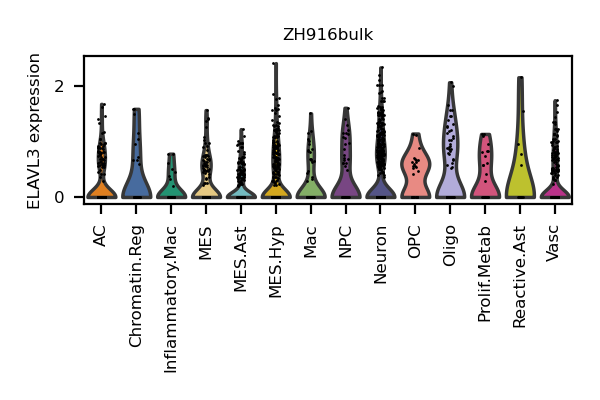 ZH916bulk
ELAVL3 expression
2
0
AC
Chromatin.Reg
Inflammatory.Mac
MES
MES.Ast
MES.Hyp
Mac
NPC
Neuron
OPC
Oligo
Prolif.Metab
Reactive.Ast
Vasc